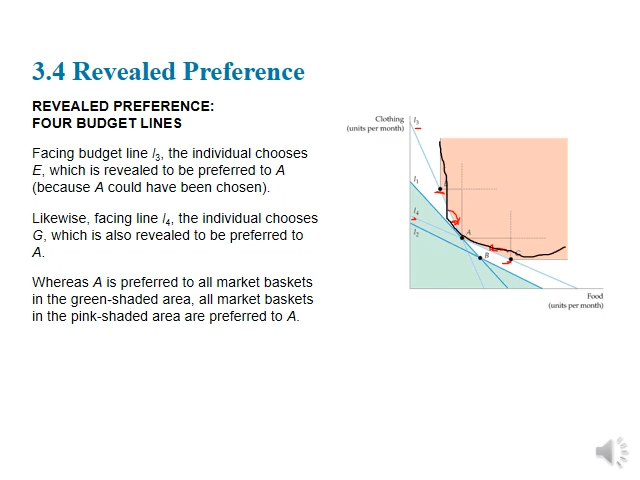 3.4 Revealed Preference
REVEALED PREFERENCE:
FOUR BUDGET LINES
Facing budget line l3, the individual chooses
E, which is revealed to be preferred to A
(because A could have been chosen).
Likewise, facing line l4, the individual chooses
G, which is also revealed to be preferred to
A.
Whereas A is preferred to all market baskets
in the green-shaded area, all market baskets
in the pink-shaded area are preferred to A.
Clothing
(units per month)
l3
l1
l4
l2
A
B
Food
(units per month)